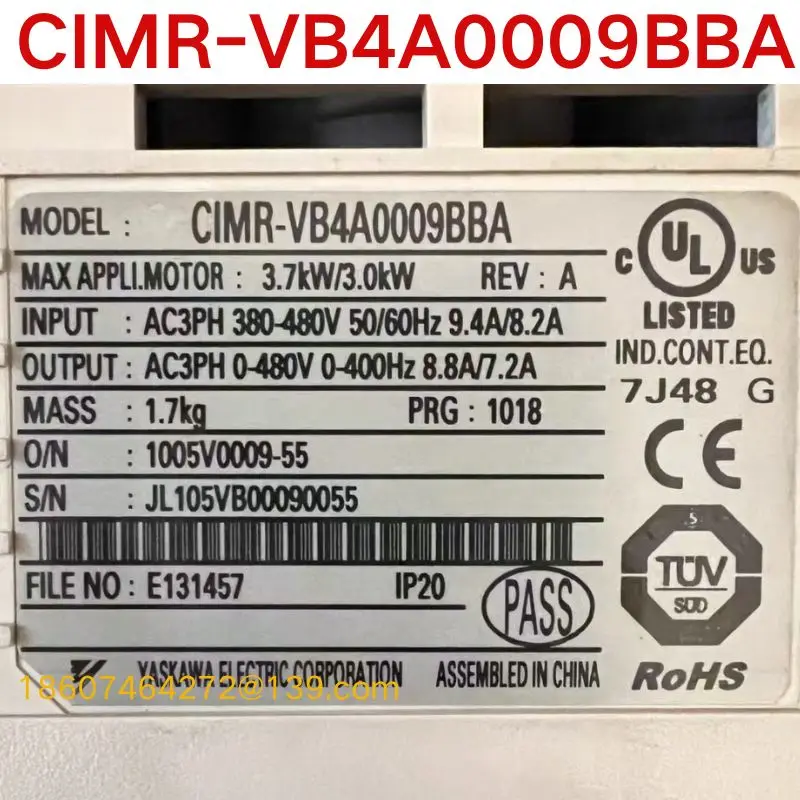 CIMR-VB4A0009BBA
MODEL : CIMR-VB4A0009BBA
MAX APPLI.MOTOR : 3.7kW/3.0kW REV : A
INPUT : AC3PH 380-480V 50/60Hz 9.4A/8.2A
OUTPUT : AC3PH 0-480V 0-400Hz 8.8A/7.2A
MASS : 1.7kg PRG : 1018
O/N : 1005V0009-55
S/N : JL105VB00090055
FILE NO : E131457 IP20
PASS
YASKAWA ELECTRIC CORPORATION ASSEMBLED IN CHINA
18607464272@139.com
C UL US
LISTED
IND.CONT.EQ.
7J48 G
CE
TÜV
SÜD
RoHS